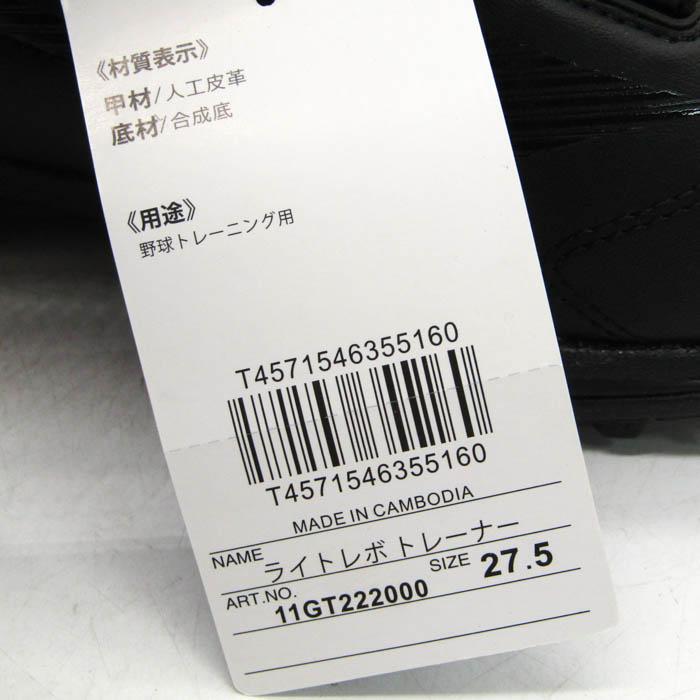 《材質表示》
甲材/人工皮革
底材/合成底
《用途》
野球トレーニング用
T4571546355160
T4571546355160
MADE IN CAMBODIA
NAME ライトレボ トレーナー
ART.NO. 11GT222000 SIZE 27.5